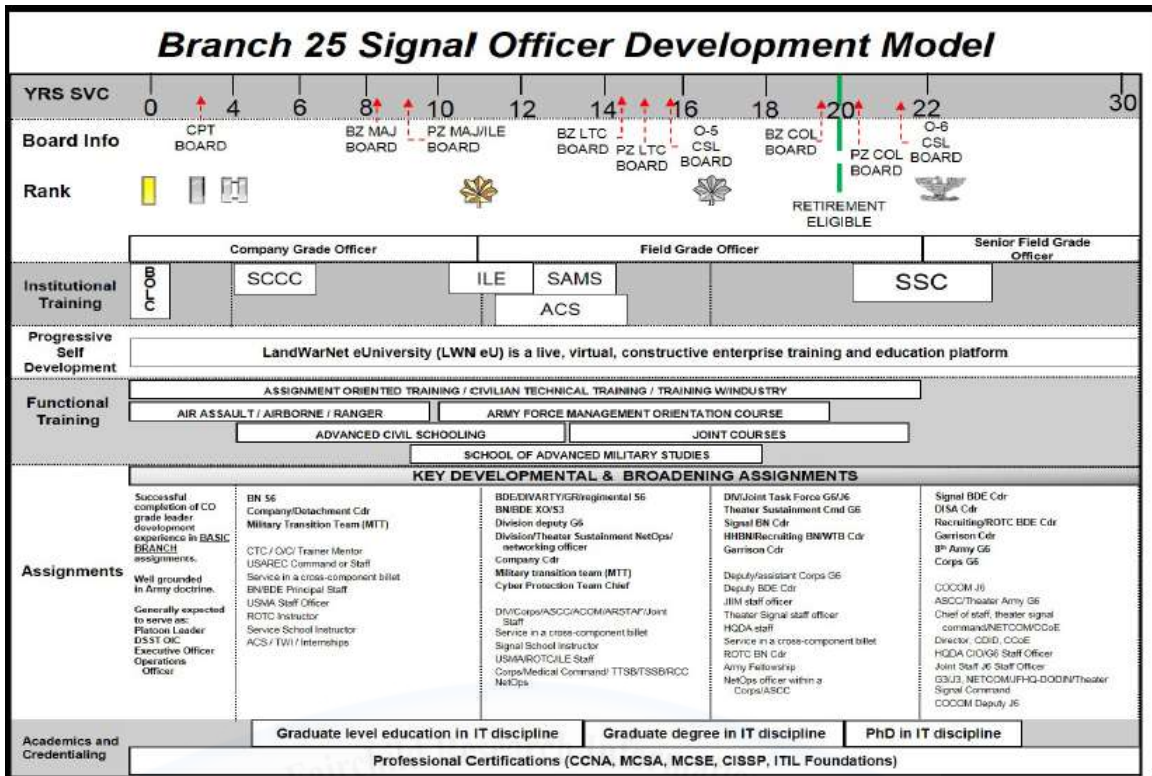 Branch 25 Signal Officer Development Model
YRS SVC
0 4 6 8 10 12 14 16 18 20 22 30
Board Info
CPT
BOARD
BZ MAJ
BOARD
PZ MAJ/ILE
BOARD
BZ LTC
BOARD
PZ LTC
BOARD
O-5
CSL
BOARD
BZ COL
BOARD
PZ COL
BOARD
O-6
CSL
BOARD
Rank
RETIREMENT
ELIGIBLE
Company Grade Officer
Field Grade Officer
Senior Field Grade
Officer
Institutional
Training
B
O
L
C
SCCC
ILE
SAMS
ACS
SSC
Progressive
Self
Development
LandWarNet eUniversity (LWN eU) is a live, virtual, constructive enterprise training and education platform
Functional
Training
ASSIGNMENT ORIENTED TRAINING / CIVILIAN TECHNICAL TRAINING / TRAINING W/INDUSTRY
AIR ASSAULT / AIRBORNE / RANGER
ARMY FORCE MANAGEMENT ORIENTATION COURSE
ADVANCED CIVIL SCHOOLING
JOINT COURSES
SCHOOL OF ADVANCED MILITARY STUDIES
Assignments
KEY DEVELOPMENTAL & BROADENING ASSIGNMENTS
Successful
completion of CO
grade leader
development
experience in BASIC
BRANCH
assignments.
Well grounded
in Army doctrine.
Generally expected
to serve as:
Platoon Leader
DSST OIC
Executive Officer
Operations
Officer
BN S6
Company/Detachment Cdr
Military Transition Team (MTT)
CTC / O/C/ Trainer Mentor
USAREC Command or Staff
Service in a cross-component billet
BN/BDE Principal Staff
USMA Staff Officer
ROTC Instructor
Service School Instructor
ACS / TWI / Internships
BDE/DIVARTY/GR/regimental S6
BN/BDE XO/S3
Division deputy G6
Division/Theater Sustainment NetOps/
networking officer
Company Cdr
Military transition team (MTT)
Cyber Protection Team Chief
DIV/Corps/ASCC/ACOM/ARSTAF/Joint
Staff
Service in a cross-component billet
Signal School Instructor
USMA/ROTC/ILE Staff
Corps/Medical Command/ TTSB/TSSB/RCC
NetOps
DIV/Joint Task Force G6/J6
Theater Sustainment Cmd G6
Signal BN Cdr
HHBN/Recruiting BN/WTB Cdr
Garrison Cdr
Deputy/assistant Corps G6
Deputy BDE Cdr
JIIM staff officer
Theater Signal staff officer
HQDA staff
Service in a cross-component billet
ROTC BN Cdr
Army Fellowship
NetOps officer within a
Corps/ASCC
Signal BDE Cdr
DISA Cdr
Recruiting/ROTC BDE Cdr
Garrison Cdr
8th Army G6
Corps G6
COCOM J6
ASCC/Theater Army G6
Chief of staff, theater signal
command/NETCOM/CCoE
Director, CDID, CCoE
HQDA CIO/G6 Staff Officer
Joint Staff J6 Staff Officer
G3/J3, NETCOM/JFHQ-DODIN/Theater
Signal Command
COCOM Deputy J6
Academics and
Credentialing
Graduate level education in IT discipline
Graduate degree in IT discipline
PhD in IT discipline
Professional Certifications (CCNA, MCSA, MCSE, CISSP, ITIL Foundations)